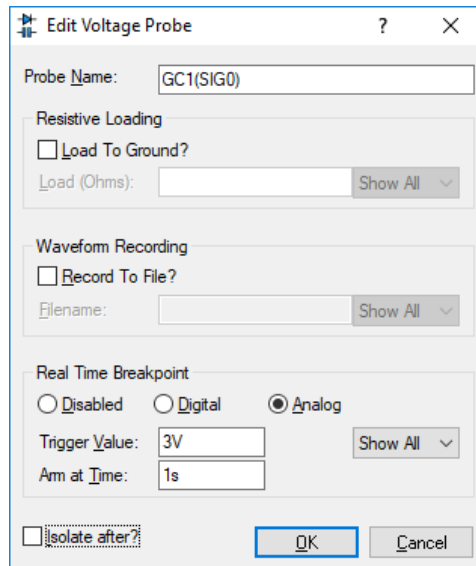 Edit Voltage Probe ?
Probe Name: GC1(SIG0)
Resistive Loading
Load To Ground?
Load (Ohms): Show All
Waveform Recording
Record To File?
Filename: Show All
Real Time Breakpoint
Disabled Digital Analog
Trigger Value: 3V Show All
Arm at Time: 1s
Isolate after? OK Cancel